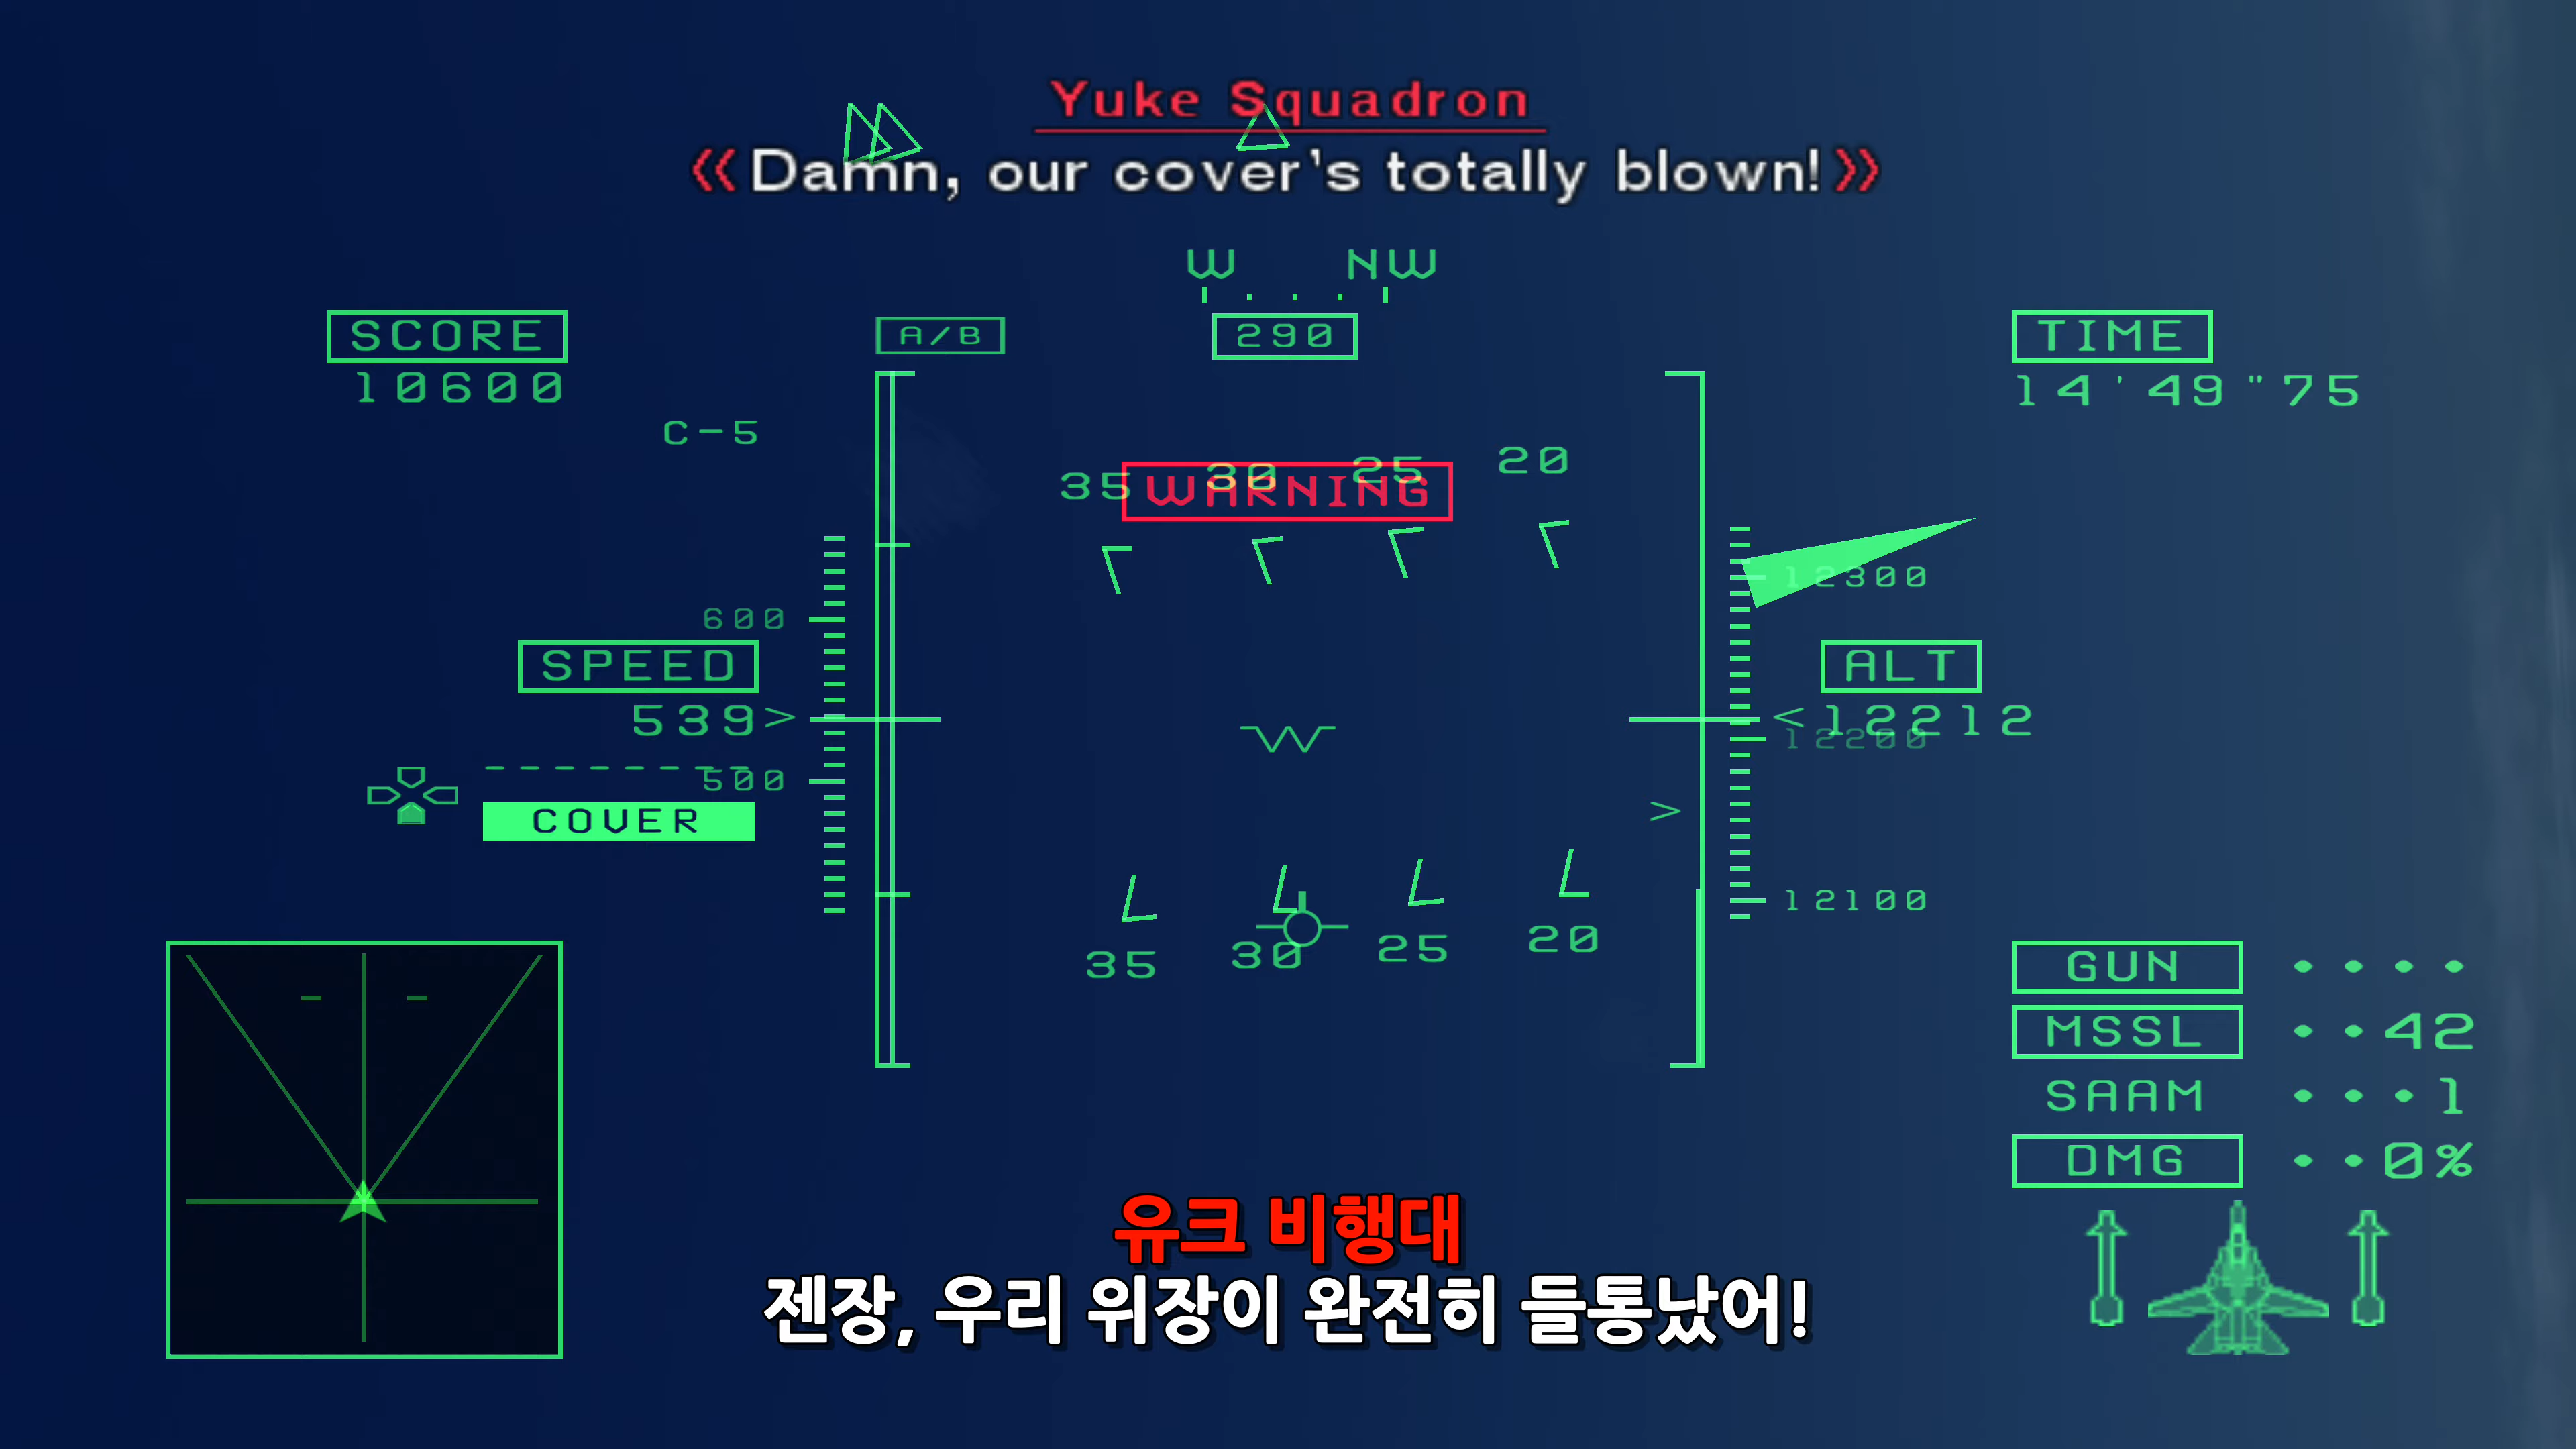 Yuke Squadron
《Damn, our cover's totally blown!》
W NW
SCORE
A/B
290
TIME
10600
14'49"75
C-5
35 30 25 20
WARNING
12300
600
SPEED
ALT
539>
<12212
12200
500
COVER
>
12100
35 30 25 20
GUN
MSSL 42
SAAM 1
DMG 0%
유크 비행대
젠장, 우리 위장이 완전히 들통났어!